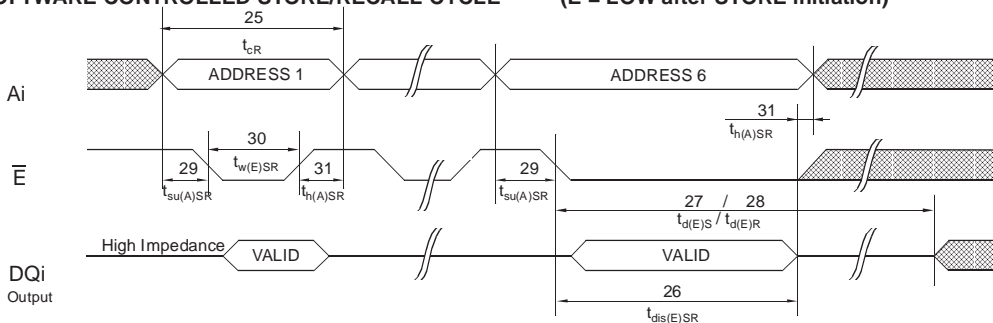 SOFTWARE CONTROLLED STORE/RECALL CYCLE (E = LOW after STORE initiation)
25
tcR
Ai
ADDRESS 1
ADDRESS 6
31
th(A)SR
E
30
tw(E)SR
29
tsu(A)SR
31
th(A)SR
29
tsu(A)SR
27 / 28
td(E)S / td(E)R
High Impedance
DQi
Output
VALID
VALID
26
tdis(E)SR